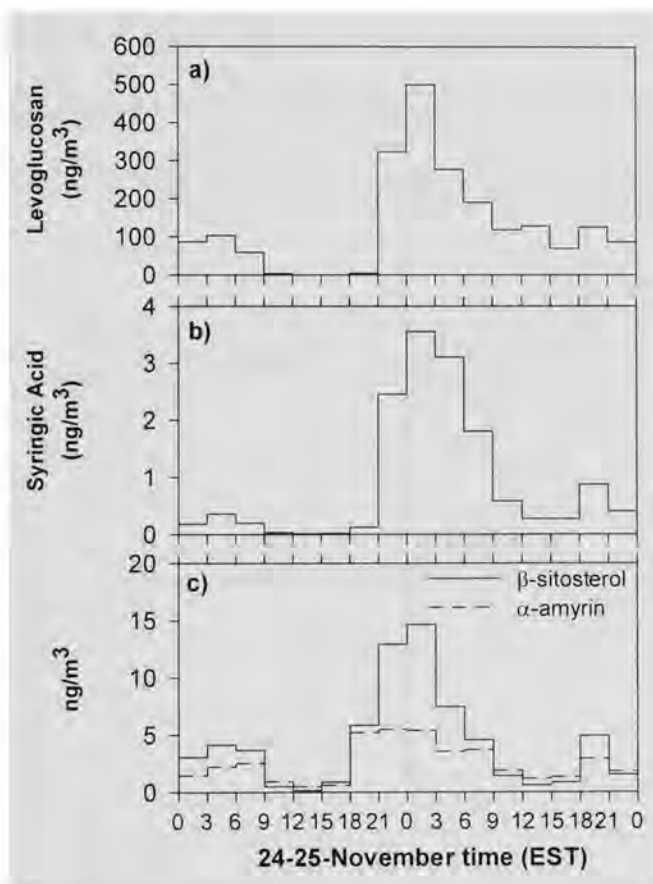 600
a)
500
400
300
200
100
0
Levoglucosan
(ng/m³)
4
b)
3
2
1
0
Syringic Acid
(ng/m³)
20
c)
β-sitosterol
α-amyrin
15
10
5
0
ng/m³
0 3 6 9 12 15 18 21 0 3 6 9 12 15 18 21 0
24-25-November time (EST)